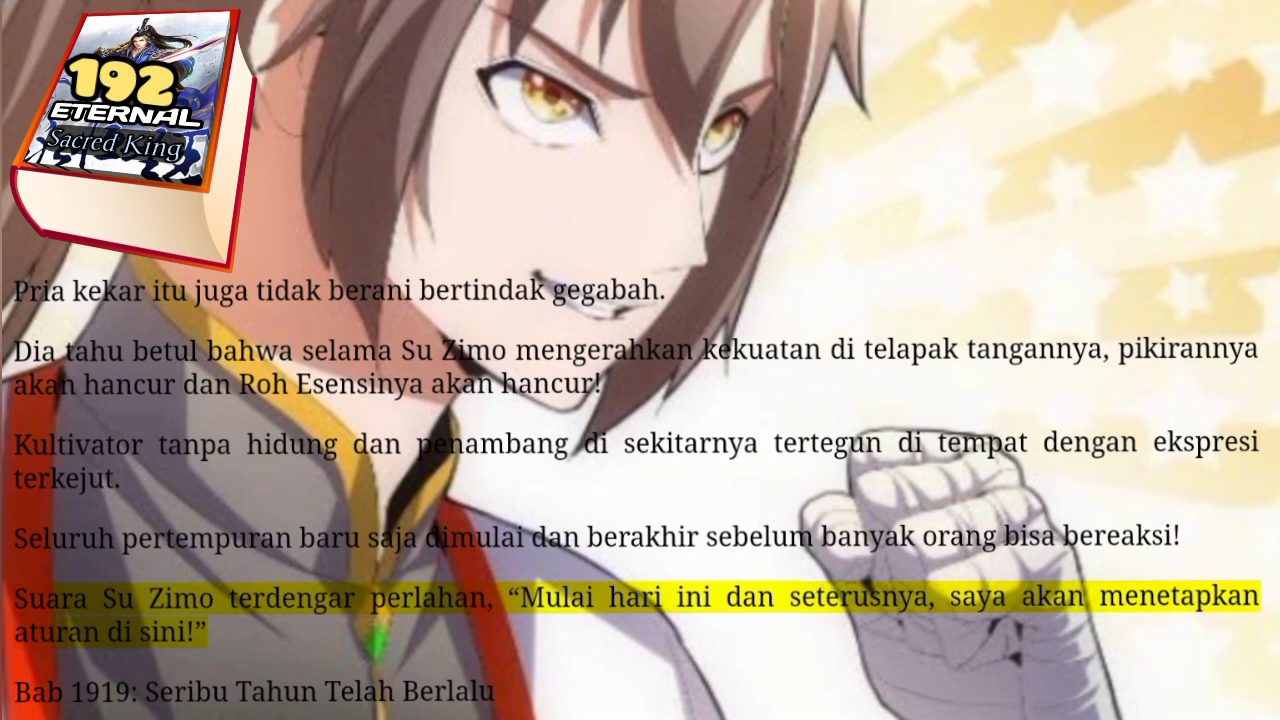 192
ETERNAL
Sacred King
Pria kekar itu juga tidak berani bertindak gegabah.
Dia tahu betul bahwa selama Su Zimo mengerahkan kekuatan di telapak tangannya, pikirannya
akan hancur dan Roh Esensinya akan hancur!
Kultivator tanpa hidung dan penambang di sekitarnya tertegun di tempat dengan ekspresi
terkejut.
Seluruh pertempuran baru saja dimulai dan berakhir sebelum banyak orang bisa bereaksi!
Suara Su Zimo terdengar perlahan, “Mulai hari ini dan seterusnya, saya akan menetapkan
aturan di sini!”
Bab 1919: Seribu Tahun Telah Berlalu